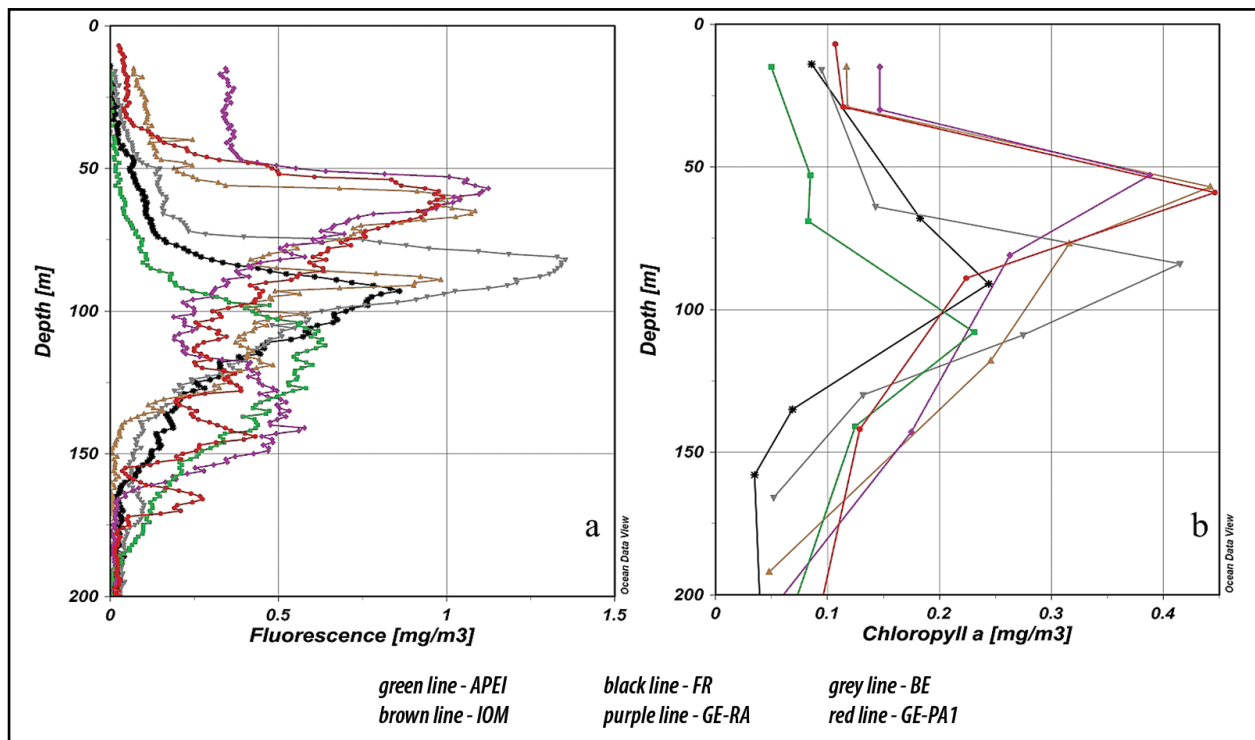 0
50
100
150
200
Depth [m]
0
0.5
1
1.5
Fluorescence [mg/m3]
a
Ocean Data View
0
50
100
150
200
Depth [m]
0
0.1
0.2
0.3
0.4
Chloropyll a [mg/m3]
b
Ocean Data View
green line - APEI
black line - FR
grey line - BE
brown line - IOM
purple line - GE-RA
red line - GE-PA1